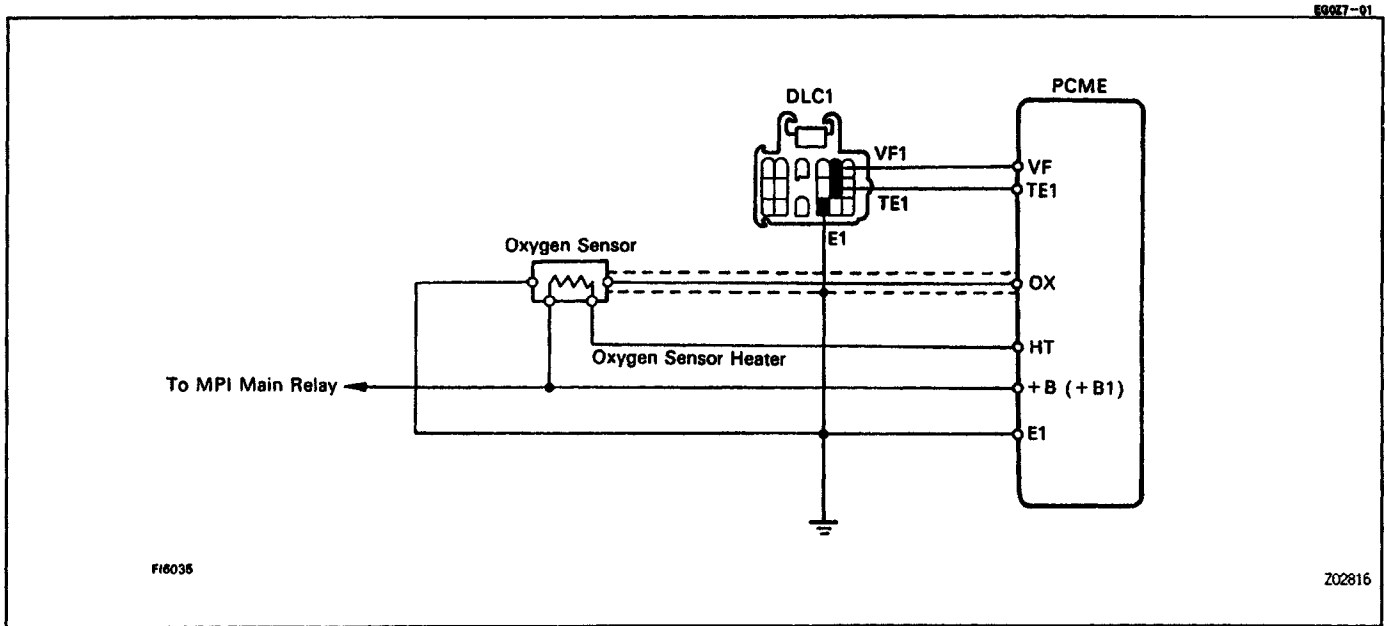 EG0Z7-01
PCME
DLC1
VF1
VF
TE1
TE1
E1
Oxygen Sensor
OX
HT
Oxygen Sensor Heater
To MPI Main Relay
+B (+B1)
E1
FI6035
Z02816